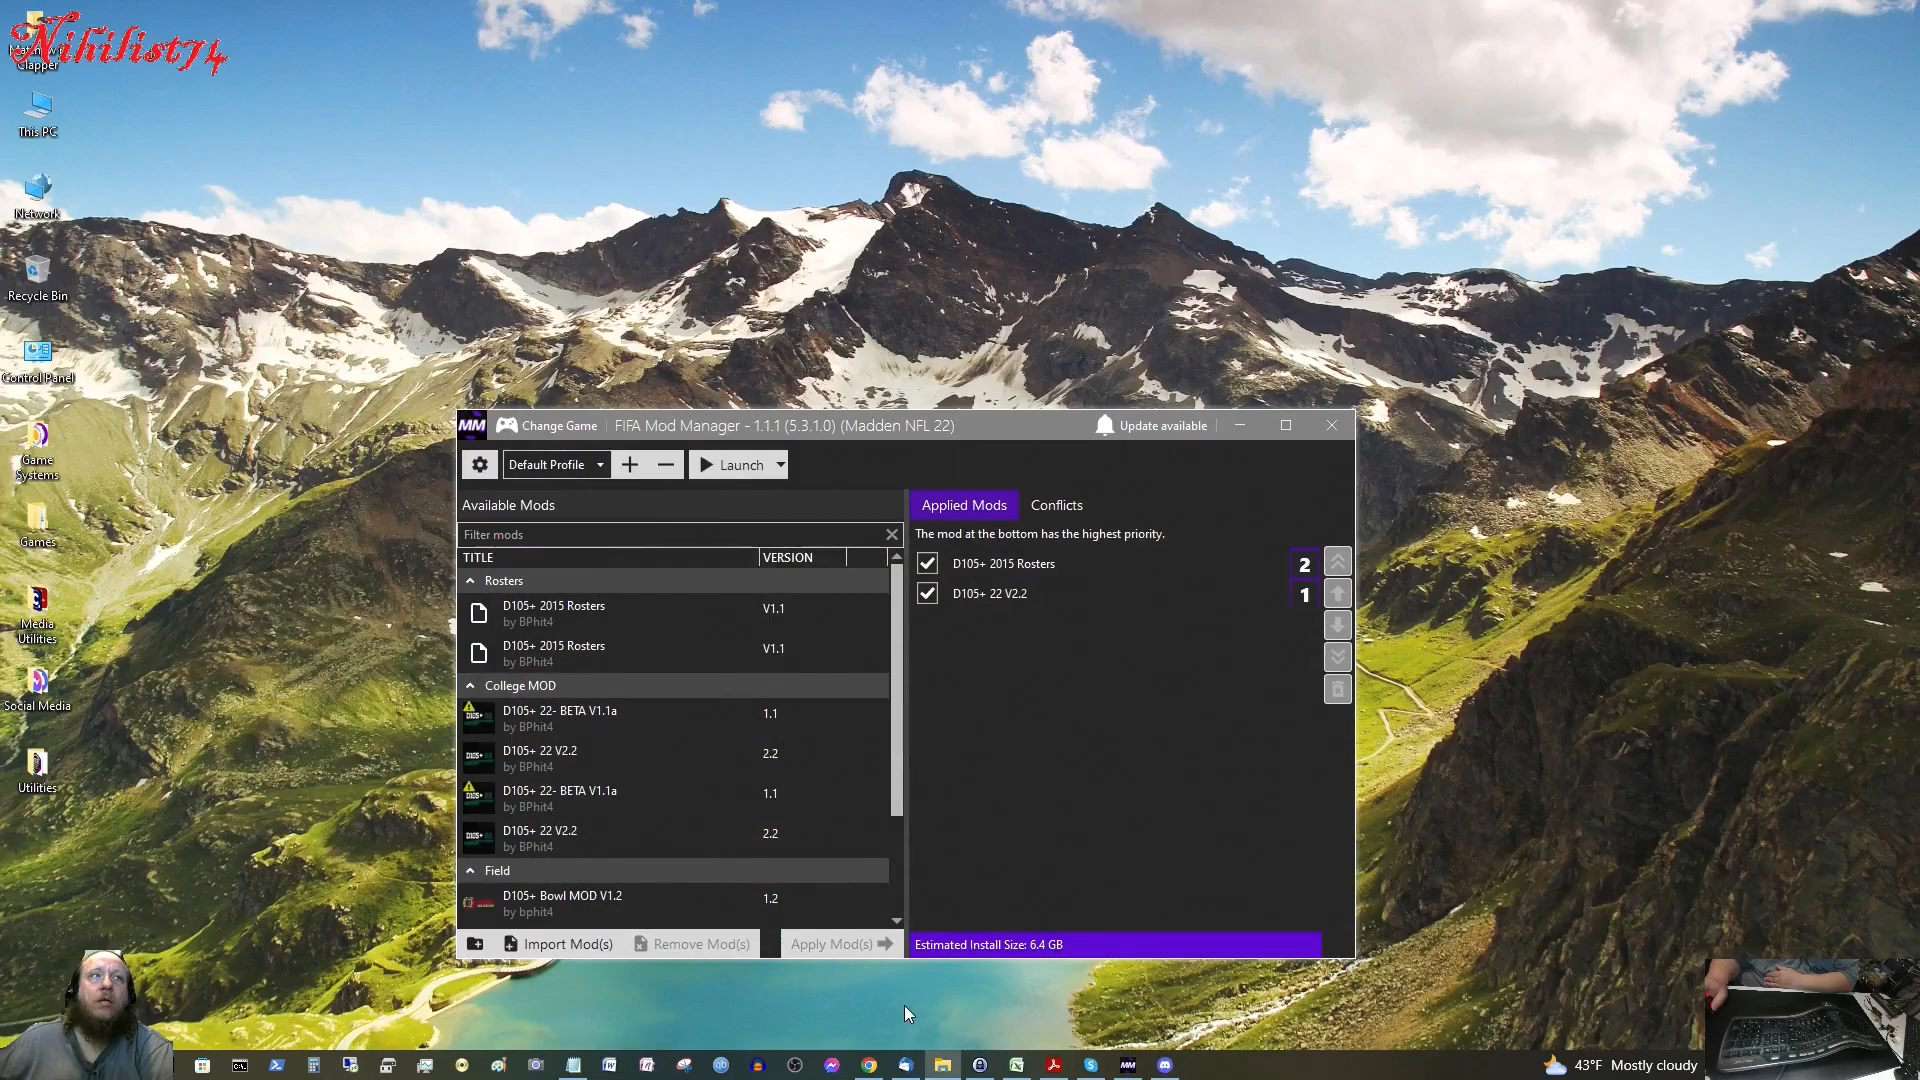 Nihilist74
Clapper
This PC
Network
Recycle Bin
Control Panel
Game
Systems
Games
Media
Utilities
Social Media
Utilities
MM
Change Game
FIFA Mod Manager - 1.1.1 (5.3.1.0) (Madden NFL 22)
Update available
Default Profile
Launch
Available Mods
Filter mods
TITLE
VERSION
Rosters
D105+ 2015 Rosters
by BPhit4
V1.1
D105+ 2015 Rosters
by BPhit4
V1.1
College MOD
D105+ 22- BETA V1.1a
by BPhit4
1.1
D105+ 22 V2.2
by BPhit4
2.2
D105+ 22- BETA V1.1a
by BPhit4
1.1
D105+ 22 V2.2
by BPhit4
2.2
Field
D105+ Bowl MOD V1.2
by bphit4
1.2
Import Mod(s)
Remove Mod(s)
Apply Mod(s)
Applied Mods
Conflicts
The mod at the bottom has the highest priority.
D105+ 2015 Rosters
2
D105+ 22 V2.2
1
Estimated Install Size: 6.4 GB
43°F Mostly cloudy